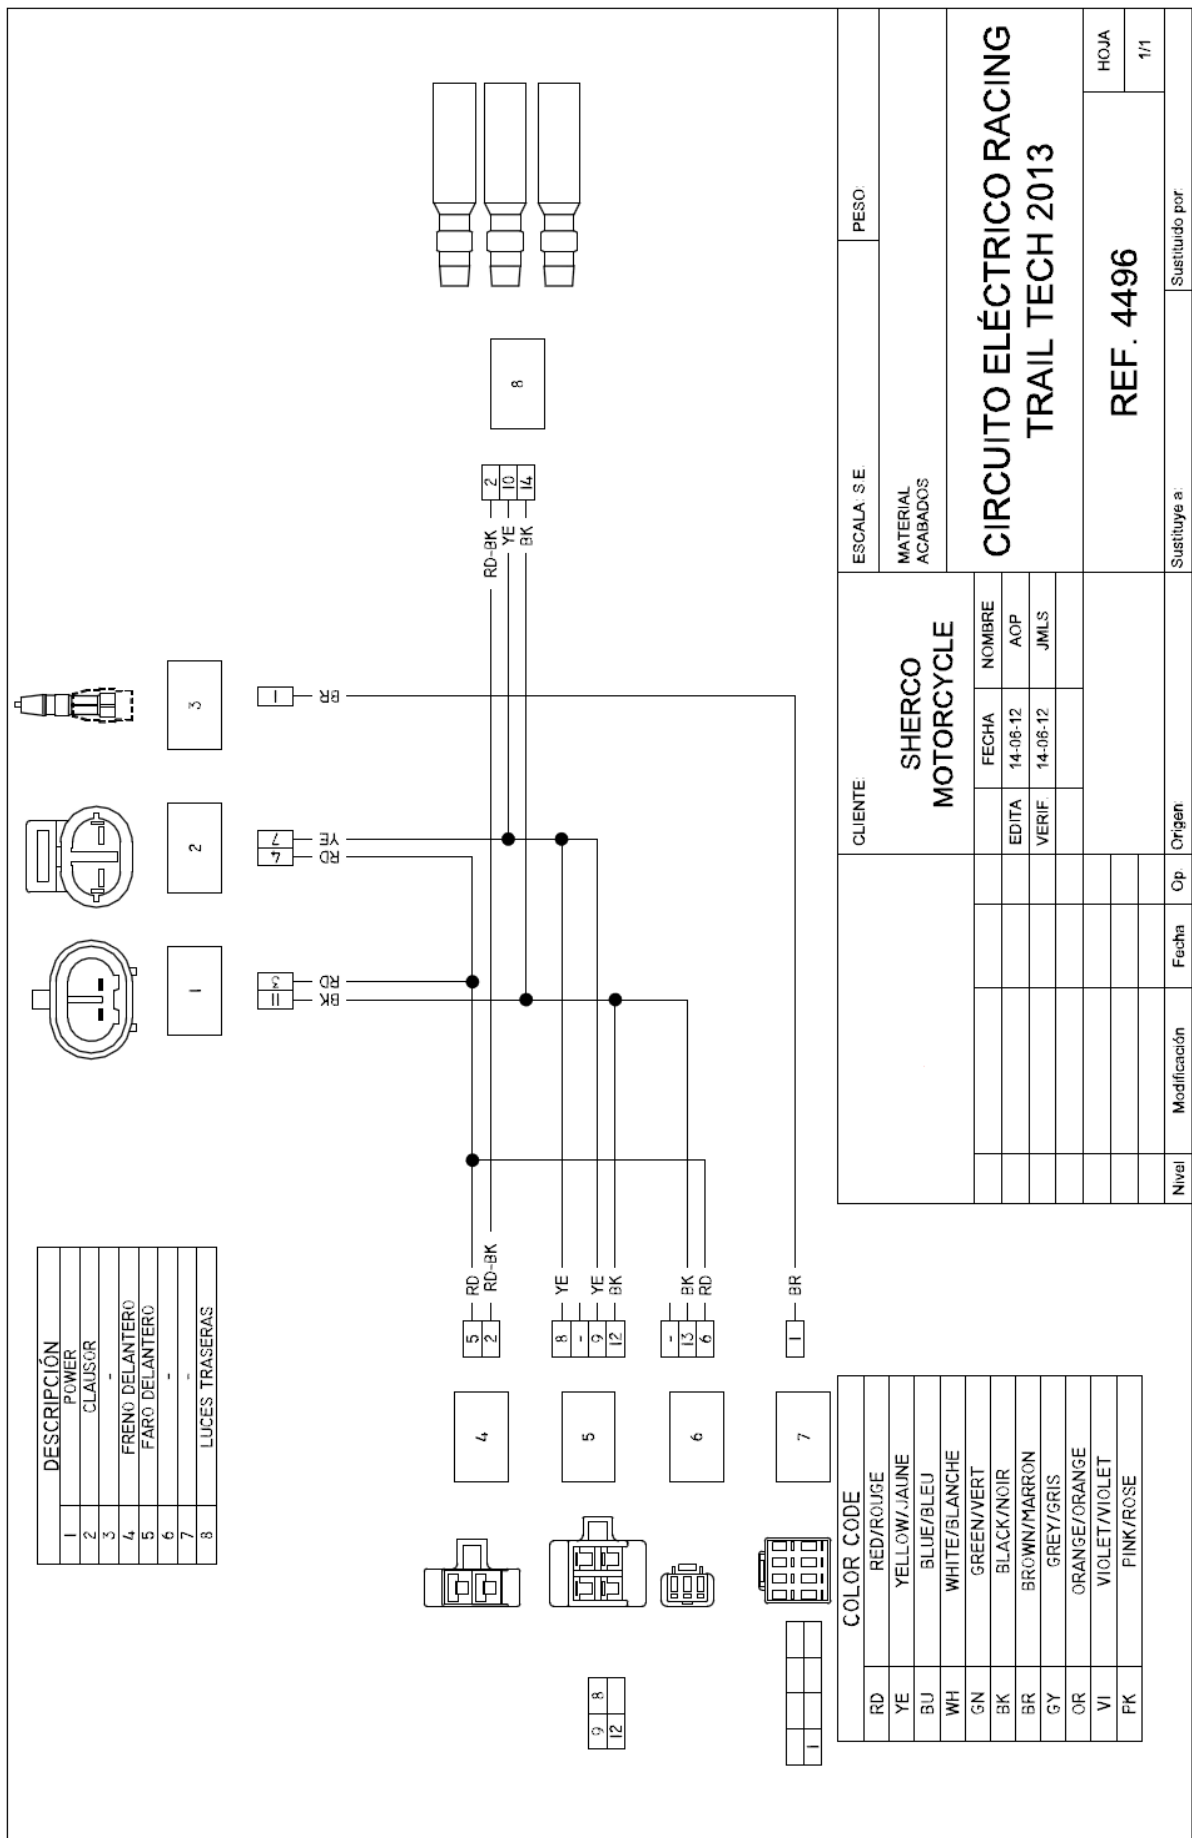 DESCRIPCIÓN
1 POWER
2 CLAUSOR
3 -
4 FRENO DELANTERO
5 FARO DELANTERO
6 -
7 -
8 LUCES TRASERAS
1
2
3
11 3
4 7
1
BK RD
RD YE
BR
4
5 RD
2 RD-BK
5
8 YE
-
9 YE
12 BK
9 8
12
6
-
13 BK
6 RD
7
1 BR
1
RD-BK 2
YE 10
BK 14
8
COLOR CODE
RD RED/ROUGE
YE YELLOW/JAUNE
BU BLUE/BLEU
WH WHITE/BLANCHE
GN GREEN/VERT
BK BLACK/NOIR
BR BROWN/MARRON
GY GREY/GRIS
OR ORANGE/ORANGE
VI VIOLET/VIOLET
PK PINK/ROSE
CLIENTE:
SHERCO
MOTORCYCLE
FECHA NOMBRE
EDITA 14-06-12 AOP
VERIF. 14-06-12 JMLS
ESCALA: S.E. PESO:
MATERIAL
ACABADOS
CIRCUITO ELÉCTRICO RACING
TRAIL TECH 2013
REF. 4496
HOJA
1/1
Nivel Modificación Fecha Op. Origen: Sustituye a: Sustituido por: